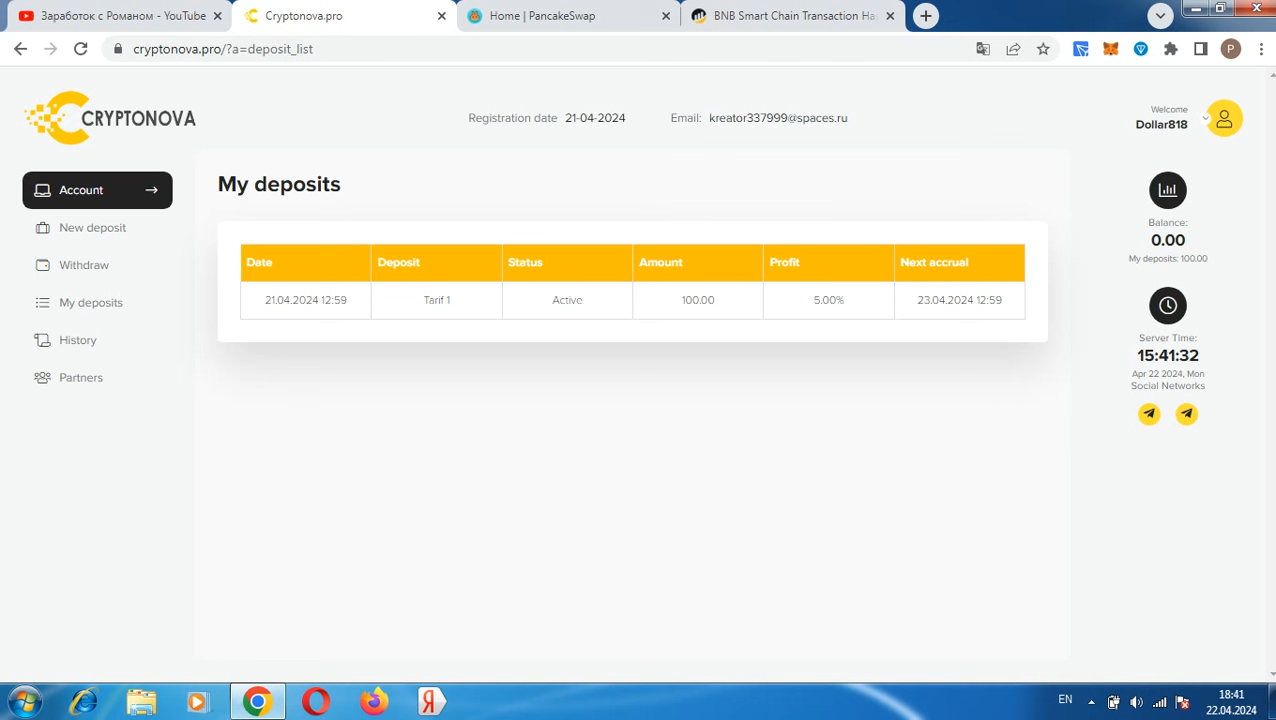 Заработок с Романом - YouTube
Cryptonova.pro
Home | PancakeSwap
BNB Smart Chain Transaction Ha
cryptonova.pro/?a=deposit_list
P
CRYPTONOVA
Registration date 21-04-2024
Email: kreator337999@spaces.ru
Welcome
Dollar818
Account
New deposit
Withdraw
My deposits
History
Partners
My deposits
Date Deposit Status Amount Profit Next accrual
21.04.2024 12:59 Tarif 1 Active 100.00 5.00% 23.04.2024 12:59
Balance:
0.00
My deposits: 100.00
Server Time:
15:41:32
Apr 22 2024, Mon
Social Networks
EN
18:41
22.04.2024